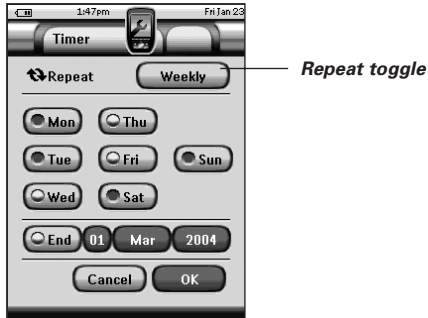 1:47pm Fri Jan 23
Timer
Repeat Weekly Repeat toggle
Mon Thu
Tue Fri Sun
Wed Sat
End 01 Mar 2004
Cancel OK